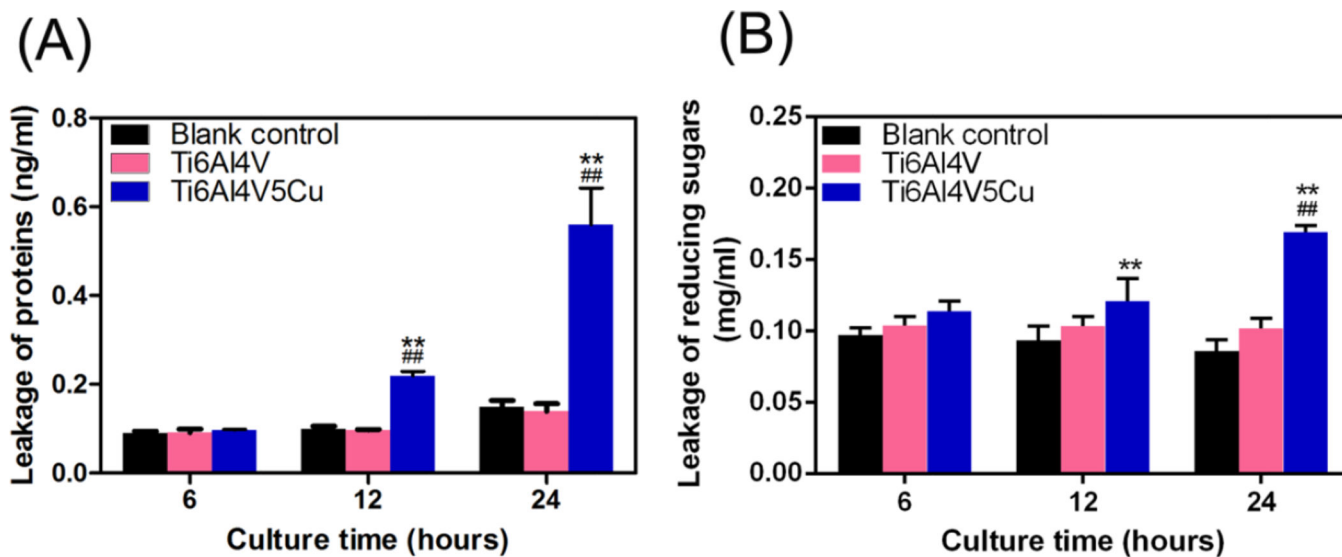 (A)
Leakage of proteins (ng/ml)
0.8
0.6
0.4
0.2
0.0
Blank control
Ti6Al4V
Ti6Al4V5Cu
**
##
**
##
6
12
24
Culture time (hours)
(B)
Leakage of reducing sugars
(mg/ml)
0.25
0.20
0.15
0.10
0.05
0.00
Blank control
Ti6Al4V
Ti6Al4V5Cu
**
**
##
6
12
24
Culture time (hours)